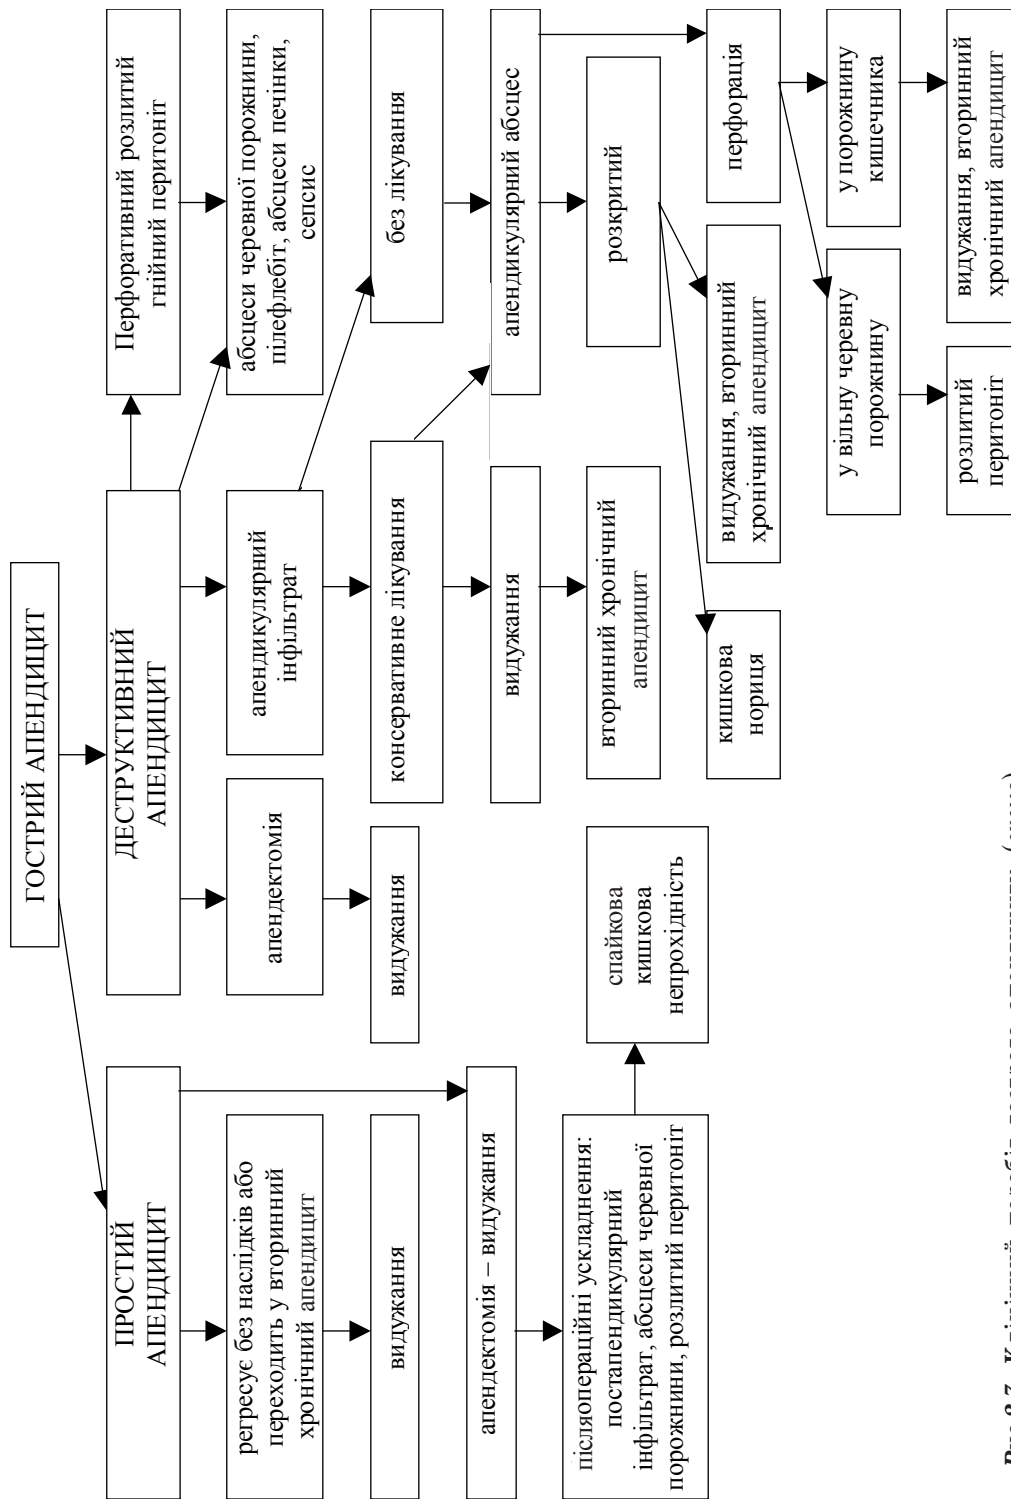 ГОСТРИЙ АПЕНДИЦИТ
ПРОСТИЙ
АПЕНДИЦИТ
ДЕСТРУКТИВНИЙ
АПЕНДИЦИТ
Перфоративний розлитий
гнійний перитоніт
регресує без наслідків або
переходить у вторинний
хронічний апендицит
апендектомія
апендикулярний
інфільтрат
абсцеси черевної порожнини,
пілефлебіт, абсцеси печінки,
сепсис
видужання
видужання
консервативне лікування
без лікування
апендектомія – видужання
видужання
апендикулярний абсцес
післяопераційні ускладнення:
постапендикулярний
інфільтрат, абсцеси черевної
порожнини, розлитий перитоніт
спайкова
кишкова
непрохідність
вторинний хронічний
апендицит
розкритий
кишкова
нориця
видужання, вторинний
хронічний апендицит
перфорація
у вільну черевну
порожнину
у порожнину
кишечника
розлитий
перитоніт
видужання, вторинний
хронічний апендицит